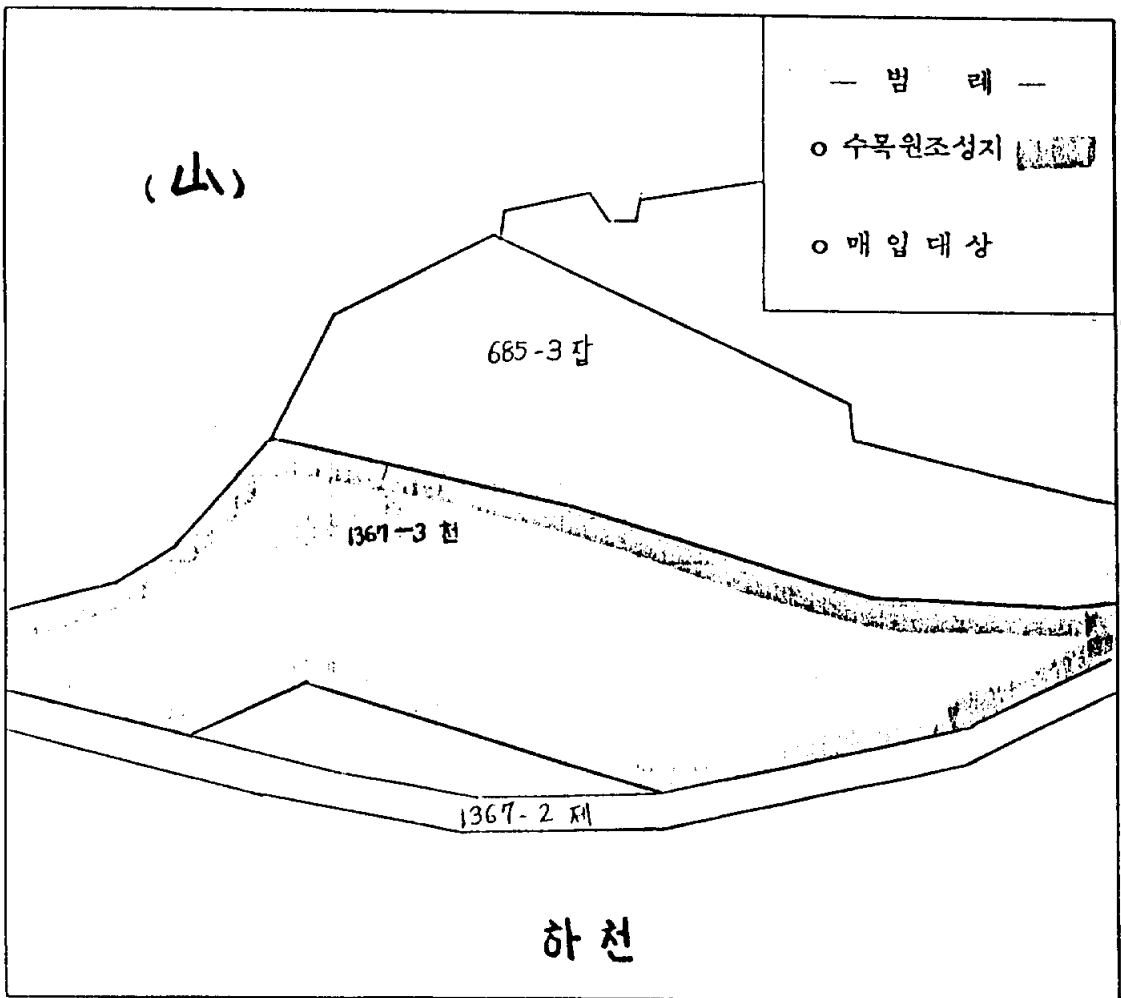 — 범 례 —
o 수목원조성지
o 매입대상
(山)
685-3 답
1367-3 천
1367-2 제
하천